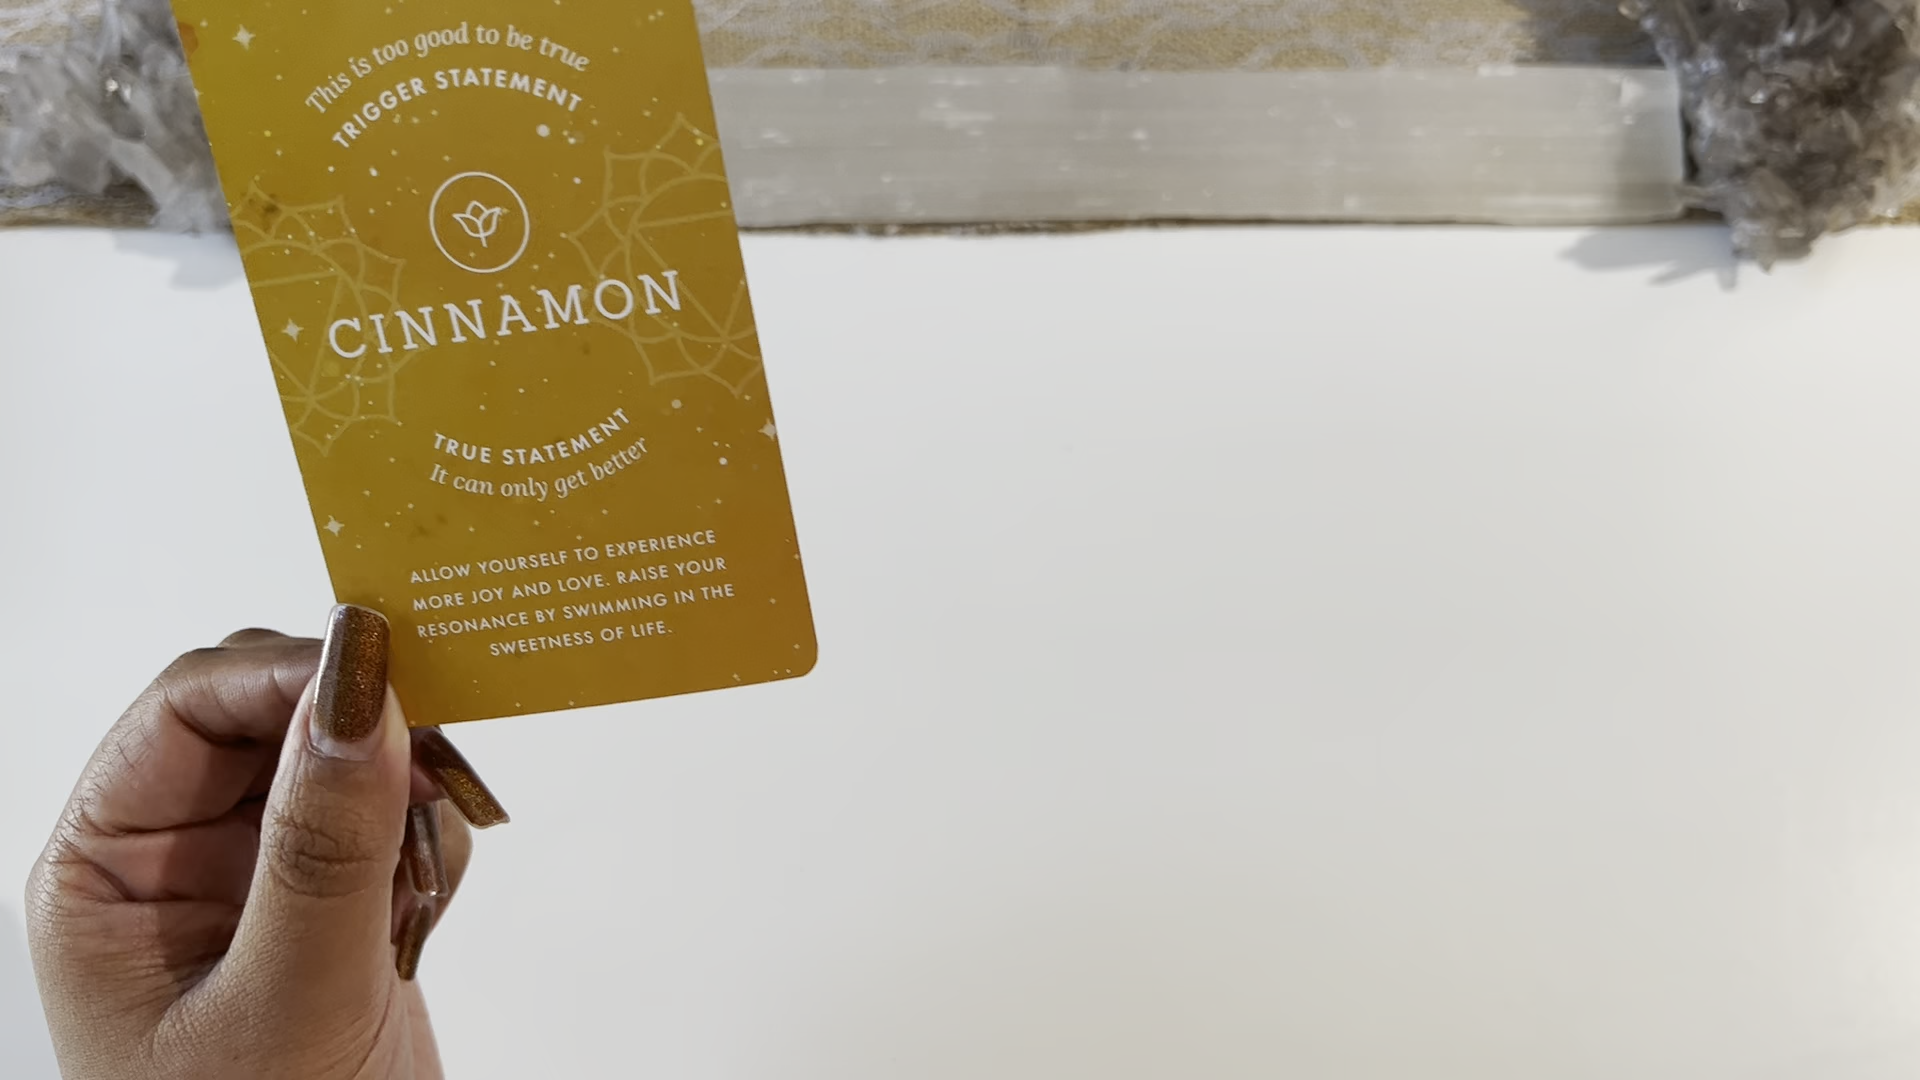 This is too good to be true
TRIGGER STATEMENT
CINNAMON
TRUE STATEMENT
It can only get better
ALLOW YOURSELF TO EXPERIENCE
MORE JOY AND LOVE. RAISE YOUR
RESONANCE BY SWIMMING IN THE
SWEETNESS OF LIFE.